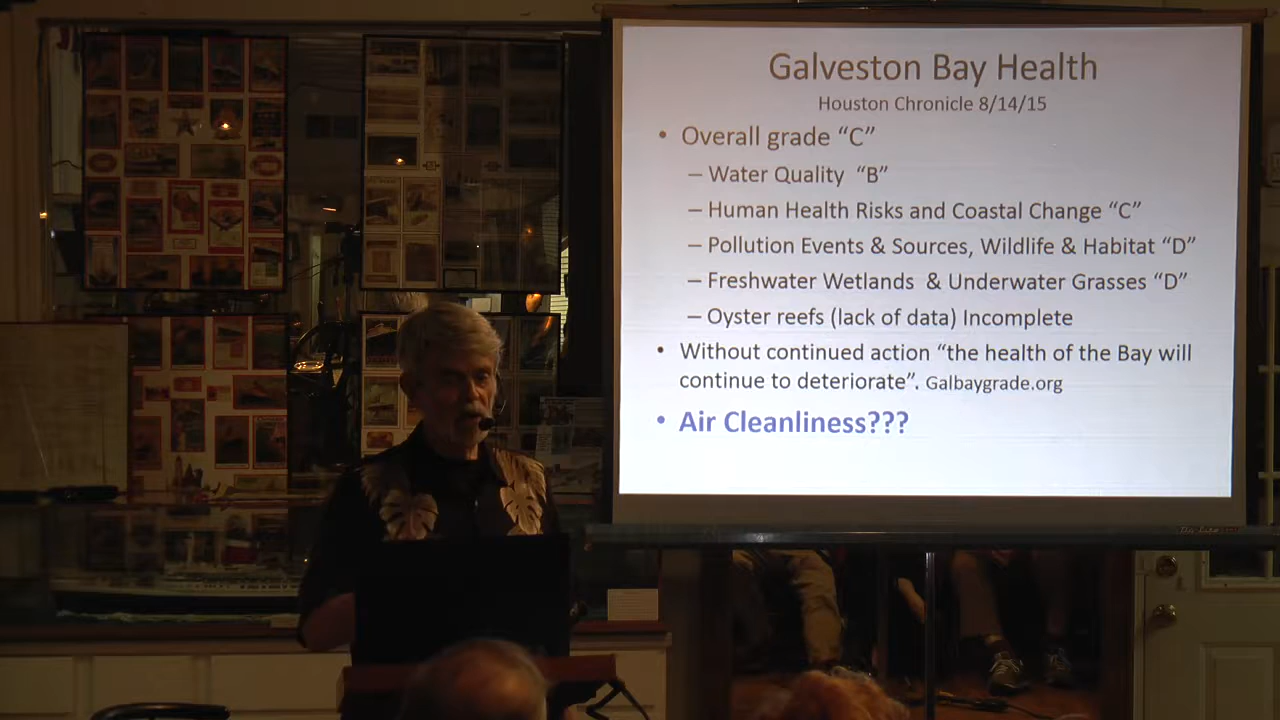 Galveston Bay Health
Houston Chronicle 8/14/15
• Overall grade “C”
– Water Quality “B”
– Human Health Risks and Coastal Change “C”
– Pollution Events & Sources, Wildlife & Habitat “D”
– Freshwater Wetlands & Underwater Grasses “D”
– Oyster reefs (lack of data) Incomplete
• Without continued action “the health of the Bay will
continue to deteriorate”. Galbaygrade.org
• Air Cleanliness???